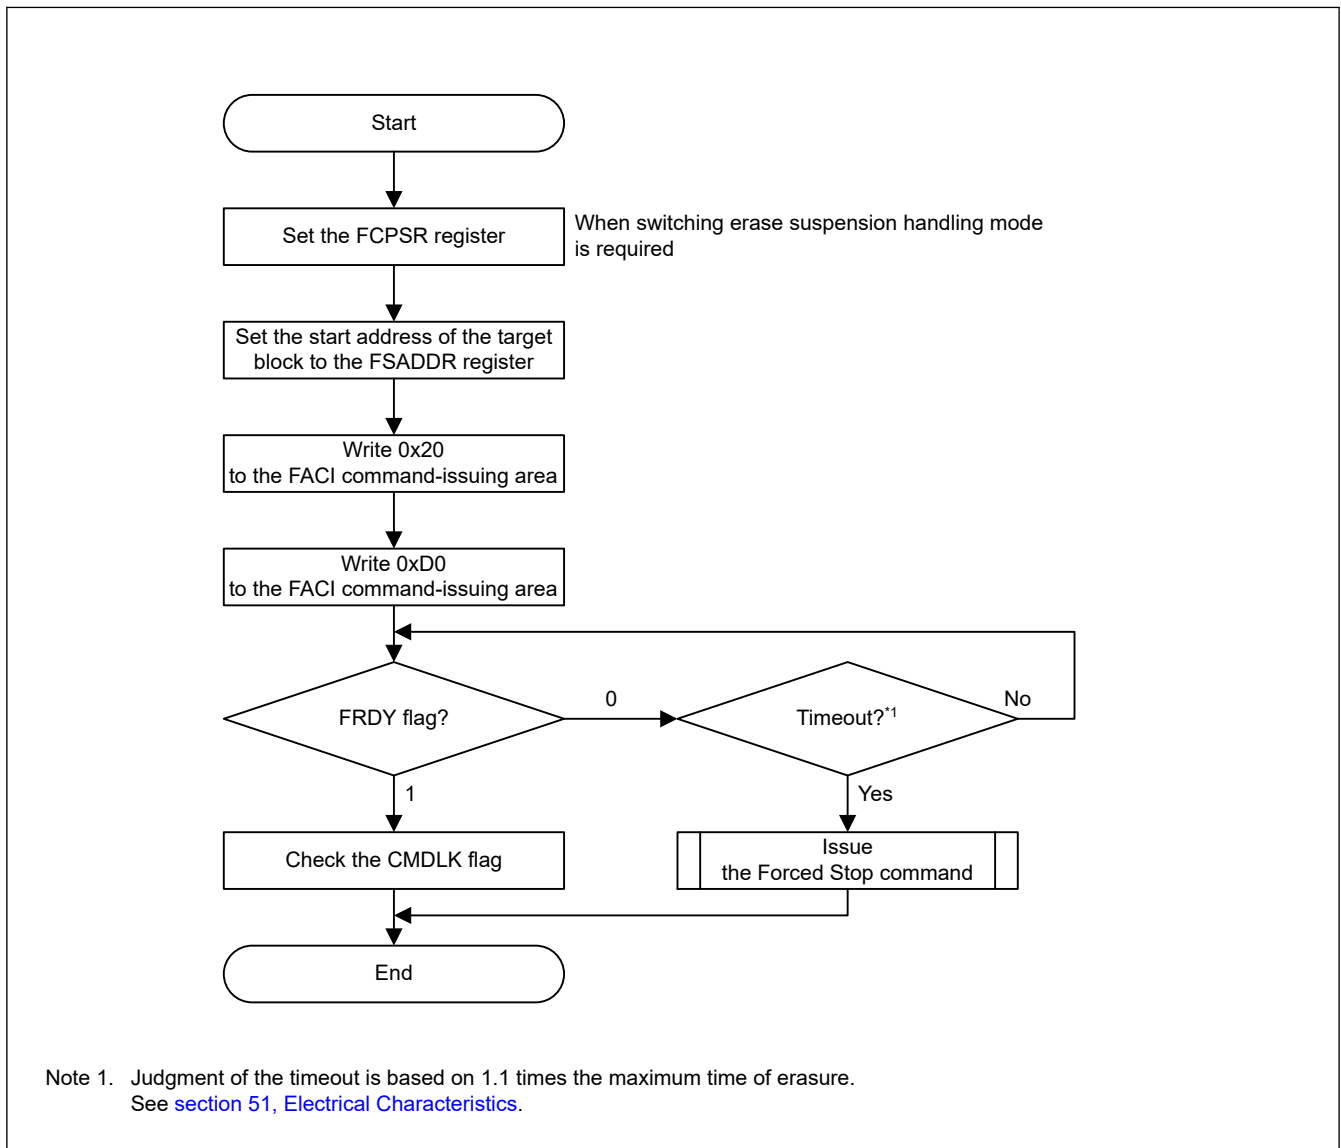 Start
Set the FCPSR register
When switching erase suspension handling mode
is required
Set the start address of the target
block to the FSADDR register
Write 0x20
to the FACI command-issuing area
Write 0xD0
to the FACI command-issuing area
FRDY flag?
0
Timeout?*1
No
1
Yes
Check the CMDLK flag
Issue
the Forced Stop command
End
Note 1. Judgment of the timeout is based on 1.1 times the maximum time of erasure.
See section 51, Electrical Characteristics.